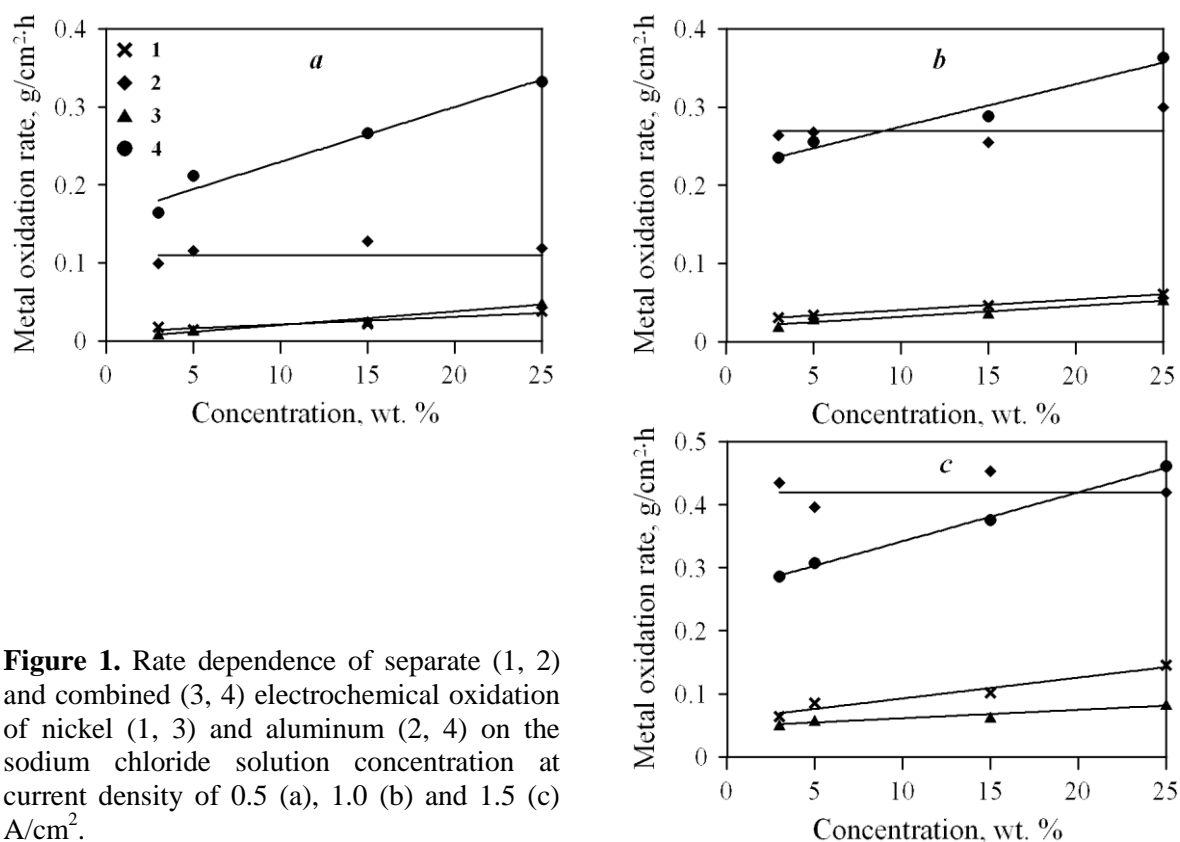 Metal oxidation rate, g/cm²·h
0.4
0.3
0.2
0.1
0
a
1
2
3
4
0 5 10 15 20 25
Concentration, wt. %
Metal oxidation rate, g/cm²·h
0.4
0.3
0.2
0.1
0
b
0 5 10 15 20 25
Concentration, wt. %
Metal oxidation rate, g/cm²·h
0.5
0.4
0.3
0.2
0.1
0
c
0 5 10 15 20 25
Concentration, wt. %
Figure 1. Rate dependence of separate (1, 2)
and combined (3, 4) electrochemical oxidation
of nickel (1, 3) and aluminum (2, 4) on the
sodium chloride solution concentration at
current density of 0.5 (a), 1.0 (b) and 1.5 (c)
A/cm².